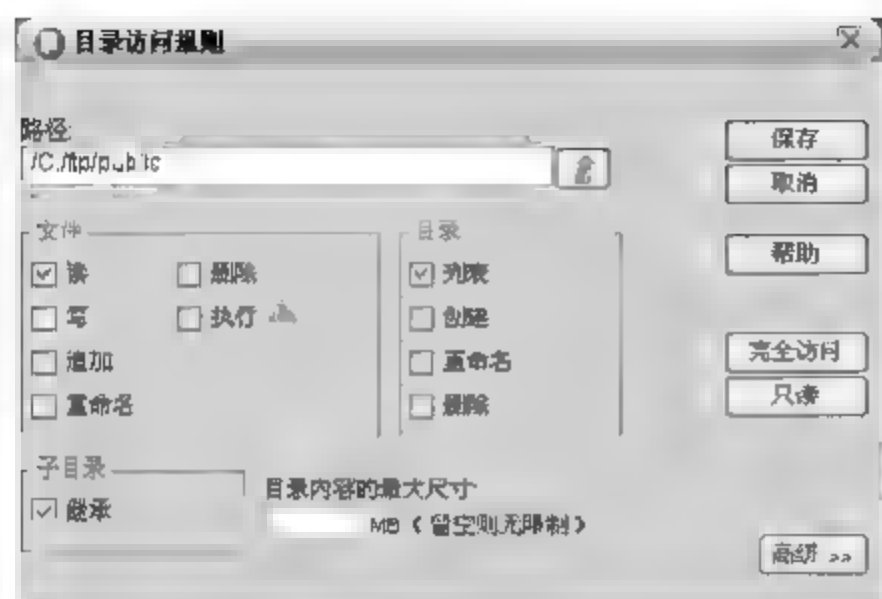 目录访问规则
路径:
/C:/ftp/public
保存
取消
文件
目录
帮助
读
删除
列表
写
执行
创建
追加
重命名
完全访问
重命名
删除
只读
子目录
继承
目录内容的最大尺寸
MB（留空则无限制）
高级 >>